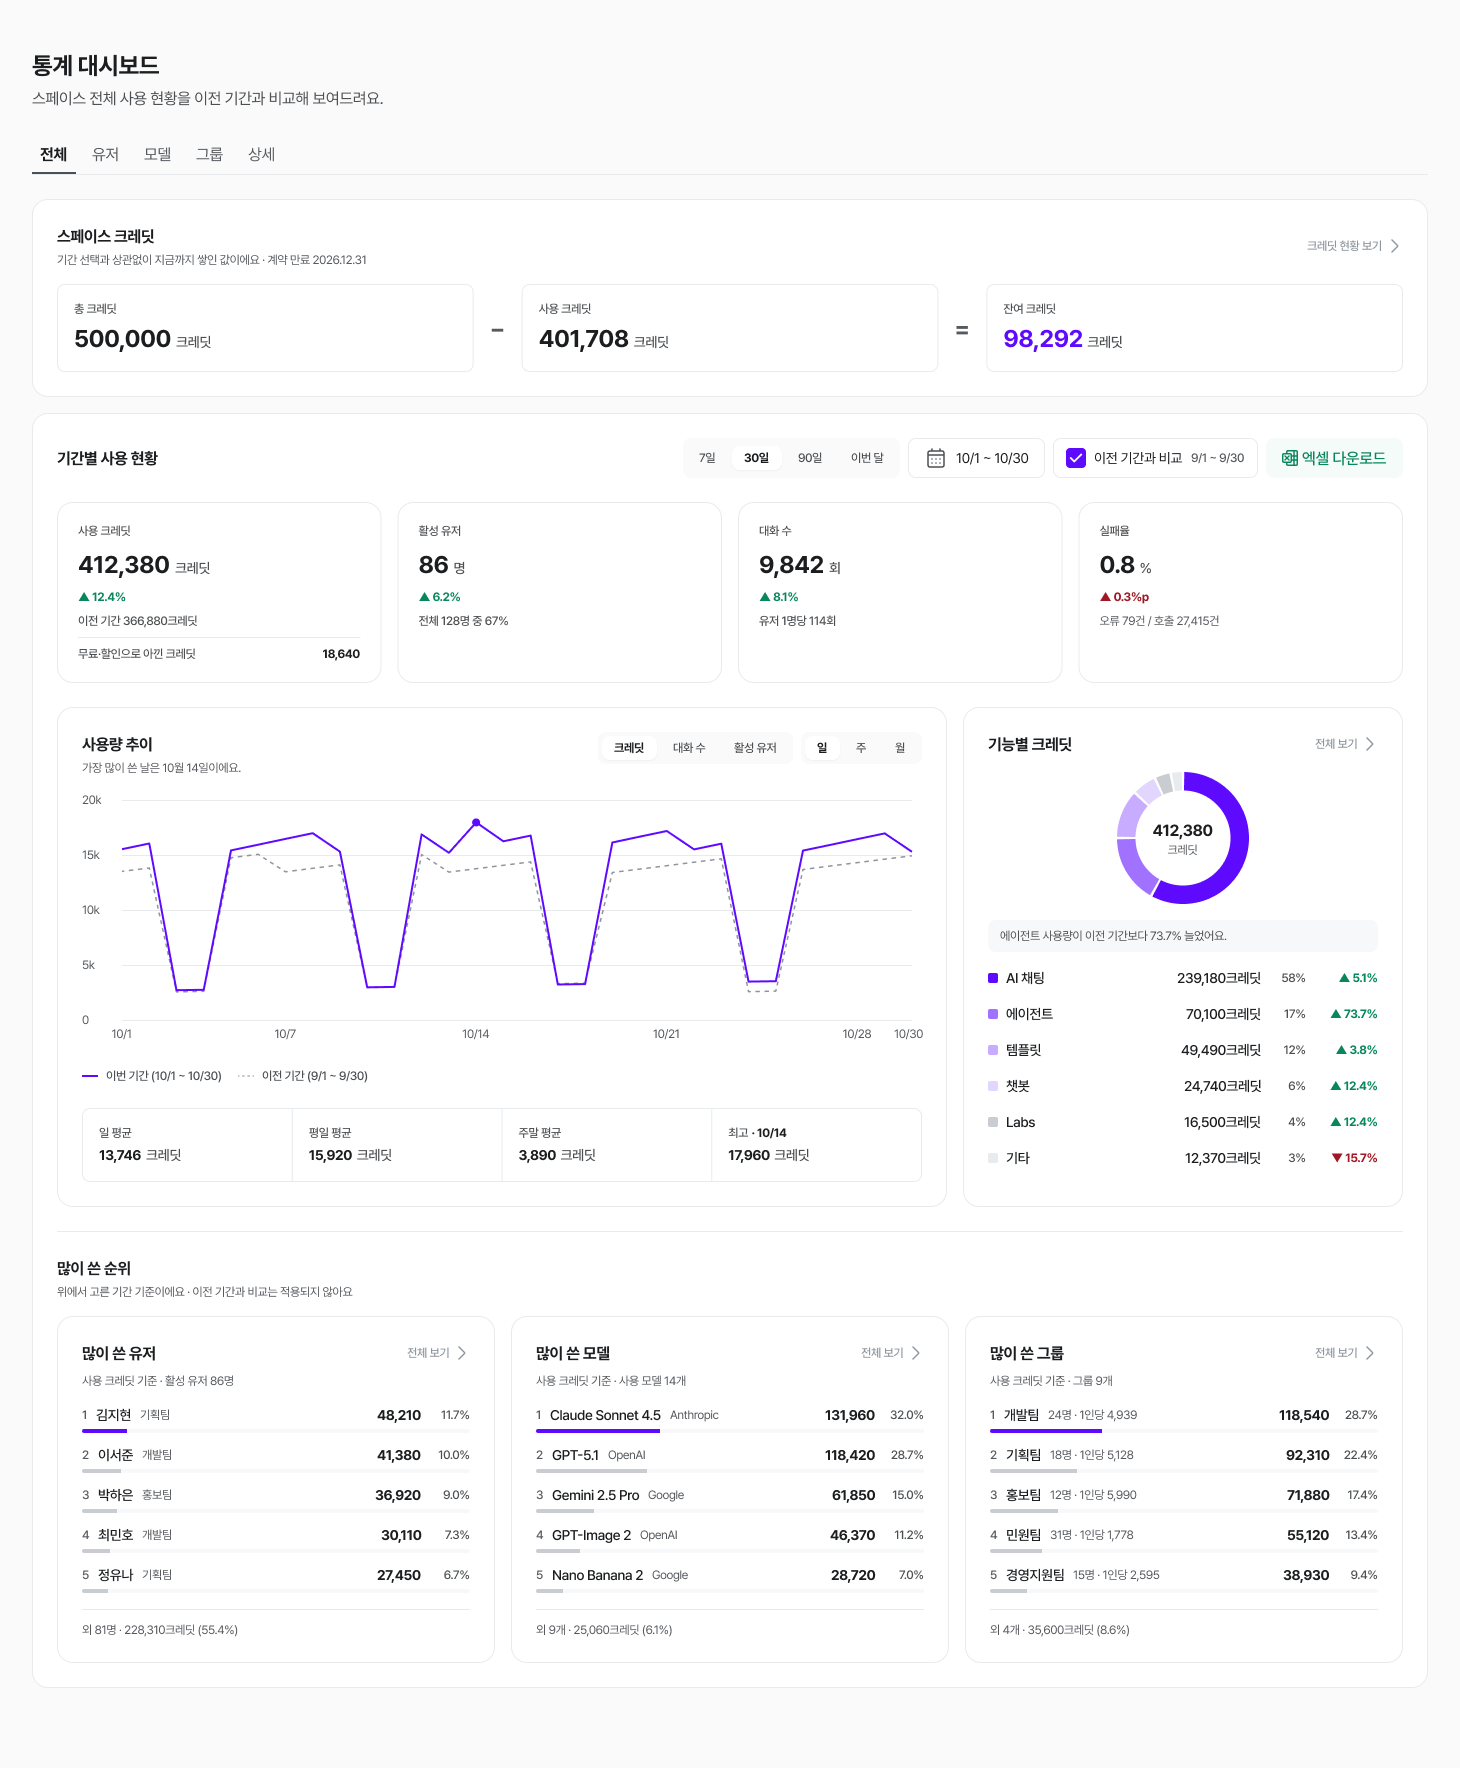 통계 대시보드
스페이스 전체 사용 현황을 이전 기간과 비교해 보여드려요.
전체 유저 모델 그룹 상세
스페이스 크레딧
기간 선택과 상관없이 지금까지 쌓인 값이에요 · 계약 만료 2026.12.31
크레딧 현황 보기
총 크레딧
500,000 크레딧
–
사용 크레딧
401,708 크레딧
=
잔여 크레딧
98,292 크레딧
기간별 사용 현황
7일 30일 90일 이번 달
10/1 ~ 10/30
이전 기간과 비교 9/1 ~ 9/30
엑셀 다운로드
사용 크레딧
412,380 크레딧
▲ 12.4%
이전 기간 366,880크레딧
무료·할인으로 아낀 크레딧 18,640
활성 유저
86 명
▲ 6.2%
전체 128명 중 67%
대화 수
9,842 회
▲ 8.1%
유저 1명당 114회
실패율
0.8 %
▲ 0.3%p
오류 79건 / 호출 27,415건
사용량 추이
가장 많이 쓴 날은 10월 14일이에요.
크레딧 대화 수 활성 유저
일 주 월
20k
15k
10k
5k
0
10/1 10/7 10/14 10/21 10/28 10/30
이번 기간 (10/1 ~ 10/30) 이전 기간 (9/1 ~ 9/30)
일 평균
13,746 크레딧
평일 평균
15,920 크레딧
주말 평균
3,890 크레딧
최고 · 10/14
17,960 크레딧
기능별 크레딧
전체 보기
412,380
크레딧
에이전트 사용량이 이전 기간보다 73.7% 늘었어요.
AI 채팅 239,180크레딧 58% ▲ 5.1%
에이전트 70,100크레딧 17% ▲ 73.7%
템플릿 49,490크레딧 12% ▲ 3.8%
챗봇 24,740크레딧 6% ▲ 12.4%
Labs 16,500크레딧 4% ▲ 12.4%
기타 12,370크레딧 3% ▼ 15.7%
많이 쓴 순위
위에서 고른 기간 기준이에요 · 이전 기간과 비교는 적용되지 않아요
많이 쓴 유저
전체 보기
사용 크레딧 기준 · 활성 유저 86명
1 김지현 기획팀 48,210 11.7%
2 이서준 개발팀 41,380 10.0%
3 박하은 홍보팀 36,920 9.0%
4 최민호 개발팀 30,110 7.3%
5 정유나 기획팀 27,450 6.7%
외 81명 · 228,310크레딧 (55.4%)
많이 쓴 모델
전체 보기
사용 크레딧 기준 · 사용 모델 14개
1 Claude Sonnet 4.5 Anthropic 131,960 32.0%
2 GPT-5.1 OpenAI 118,420 28.7%
3 Gemini 2.5 Pro Google 61,850 15.0%
4 GPT-Image 2 OpenAI 46,370 11.2%
5 Nano Banana 2 Google 28,720 7.0%
외 9개 · 25,060크레딧 (6.1%)
많이 쓴 그룹
전체 보기
사용 크레딧 기준 · 그룹 9개
1 개발팀 24명 · 1인당 4,939 118,540 28.7%
2 기획팀 18명 · 1인당 5,128 92,310 22.4%
3 홍보팀 12명 · 1인당 5,990 71,880 17.4%
4 민원팀 31명 · 1인당 1,778 55,120 13.4%
5 경영지원팀 15명 · 1인당 2,595 38,930 9.4%
외 4개 · 35,600크레딧 (8.6%)